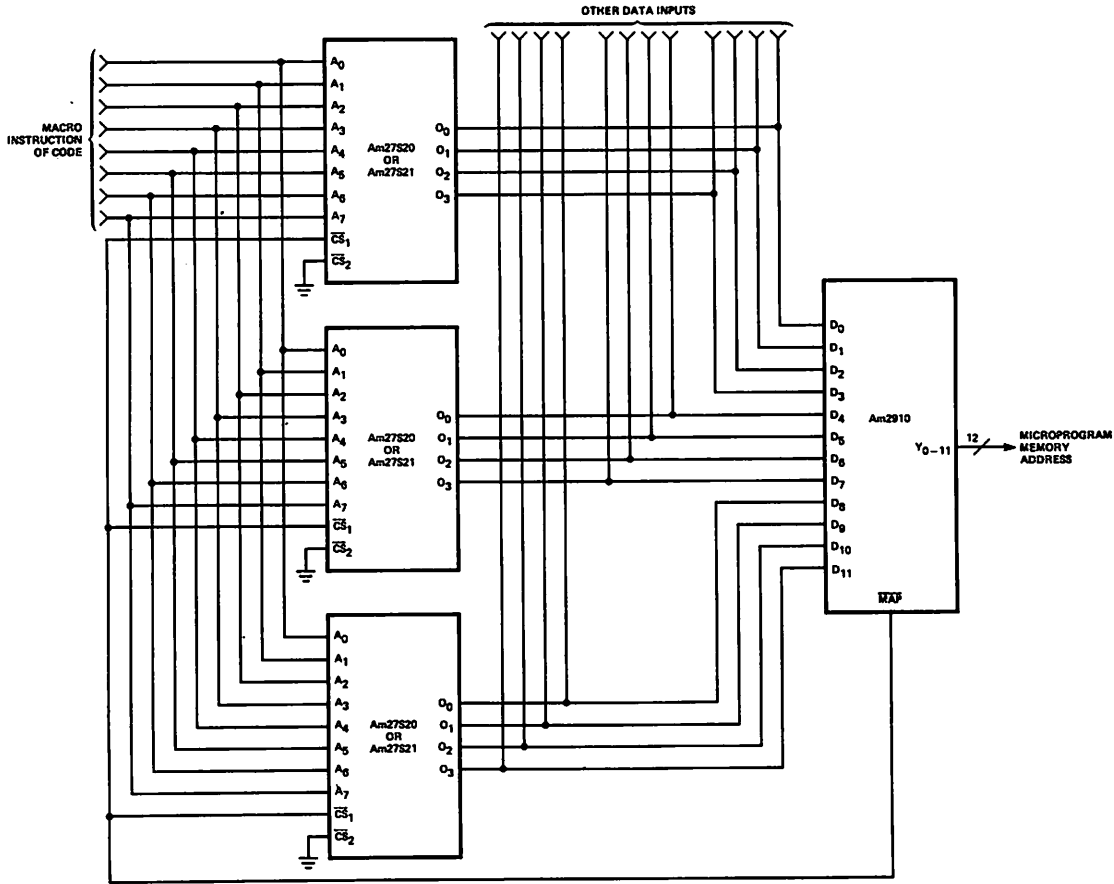 OTHER DATA INPUTS
MACRO
INSTRUCTION
OF CODE
A0
A1
A2
A3
A4
A5
A6
A7
CS1
CS2
Am27S20
OR
Am27S21
O0
O1
O2
O3
A0
A1
A2
A3
A4
A5
A6
A7
CS1
CS2
Am27S20
OR
Am27S21
O0
O1
O2
O3
A0
A1
A2
A3
A4
A5
A6
A7
CS1
CS2
Am27S20
OR
Am27S21
O0
O1
O2
O3
D0
D1
D2
D3
D4
D5
D6
D7
D8
D9
D10
D11
Am2910
Y0-11
MAP
12
MICROPROGRAM
MEMORY
ADDRESS